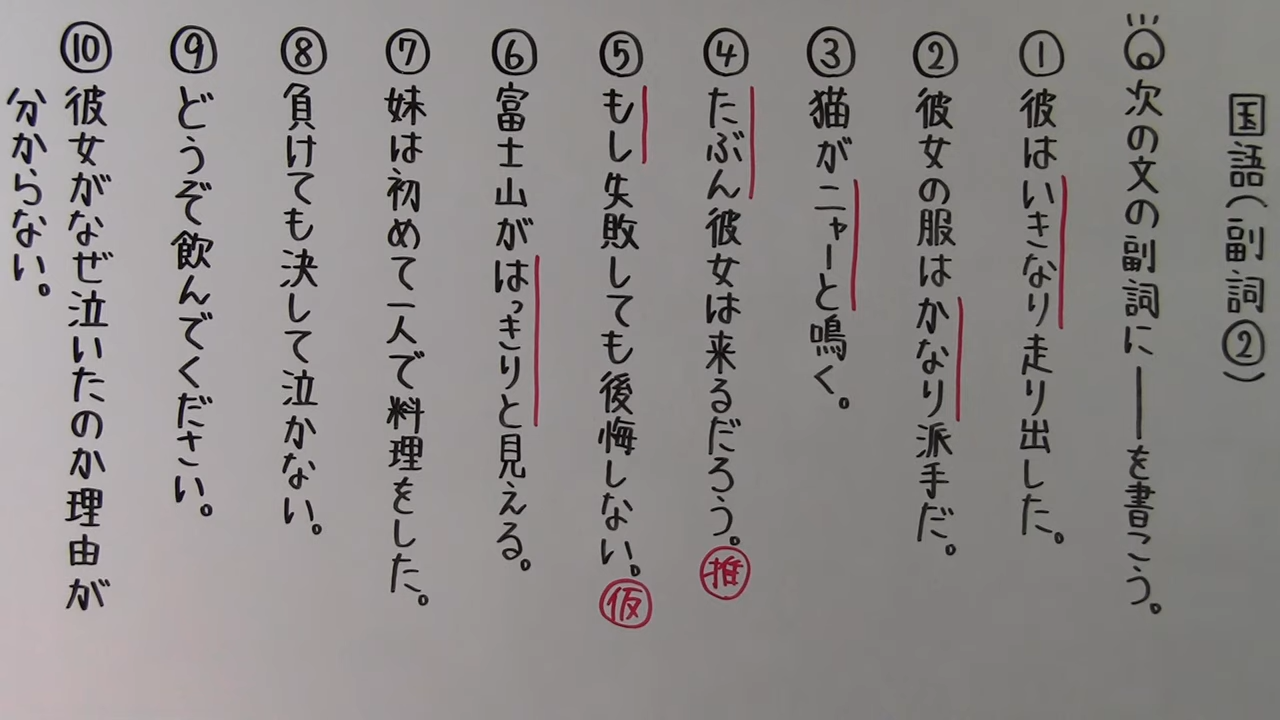 国語(副詞②)
次の文の副詞に――を書こう。
① 彼はいきなり走り出した。
② 彼女の服はかなり派手だ。
③ 猫がニャーと鳴く。
④ たぶん彼女は来るだろう。推
⑤ もし失敗しても後悔しない。仮
⑥ 富士山がはっきりと見える。
⑦ 妹は初めて一人で料理をした。
⑧ 負けても決して泣かない。
⑨ どうぞ飲んでください。
⑩ 彼女がなぜ泣いたのか理由が
分からない。